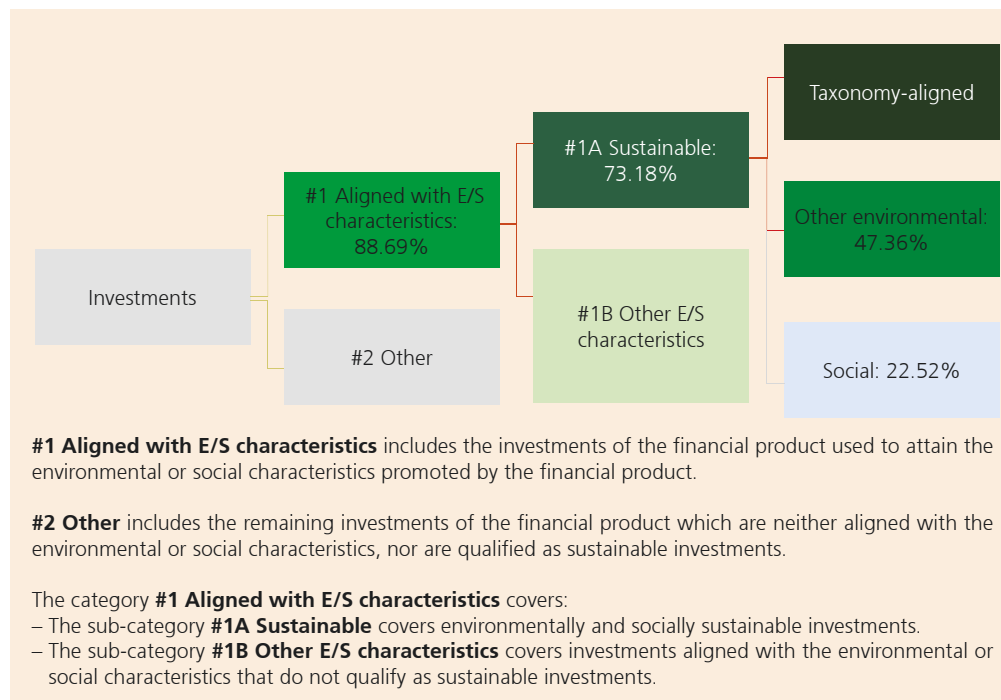 Taxonomy-aligned
#1A Sustainable:
73.18%
#1 Aligned with E/S
characteristics:
88.69%
Other environmental:
47.36%
Investments
#1B Other E/S
characteristics
#2 Other
Social: 22.52%
#1 Aligned with E/S characteristics includes the investments of the financial product used to attain the
environmental or social characteristics promoted by the financial product.
#2 Other includes the remaining investments of the financial product which are neither aligned with the
environmental or social characteristics, nor are qualified as sustainable investments.
The category #1 Aligned with E/S characteristics covers:
– The sub-category #1A Sustainable covers environmentally and socially sustainable investments.
– The sub-category #1B Other E/S characteristics covers investments aligned with the environmental or
social characteristics that do not qualify as sustainable investments.